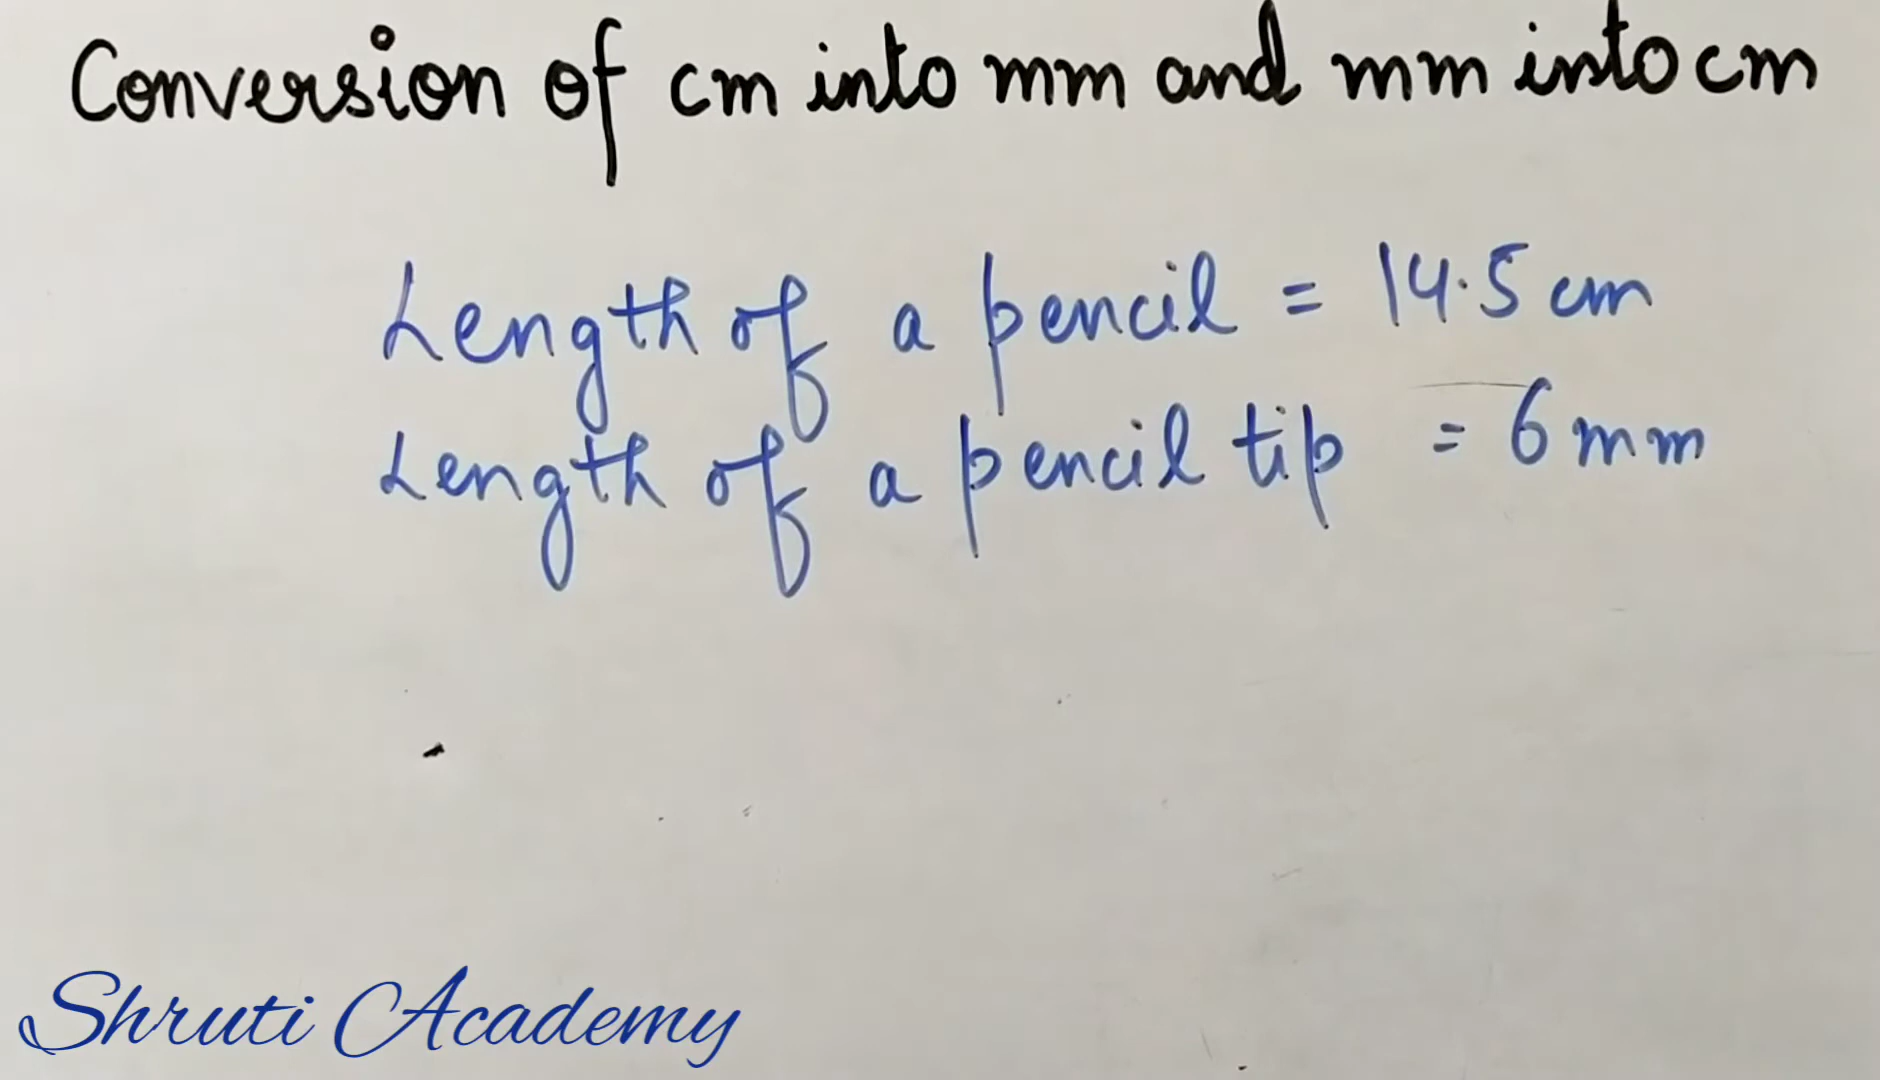 Conversion of cm into mm and mm into cm
Length of a pencil = 14.5 cm
Length of a pencil tip = 6 mm
Shruti Academy